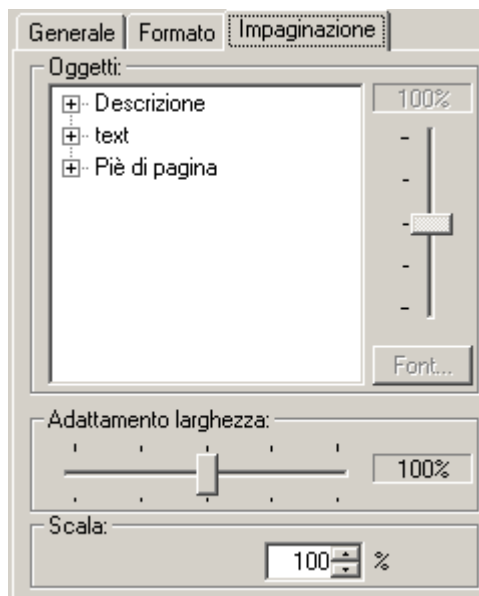 Generale Formato Impaginazione
Oggetti:
Descrizione
text
Piè di pagina
100%
Font...
Adattamento larghezza:
100%
Scala:
100 %